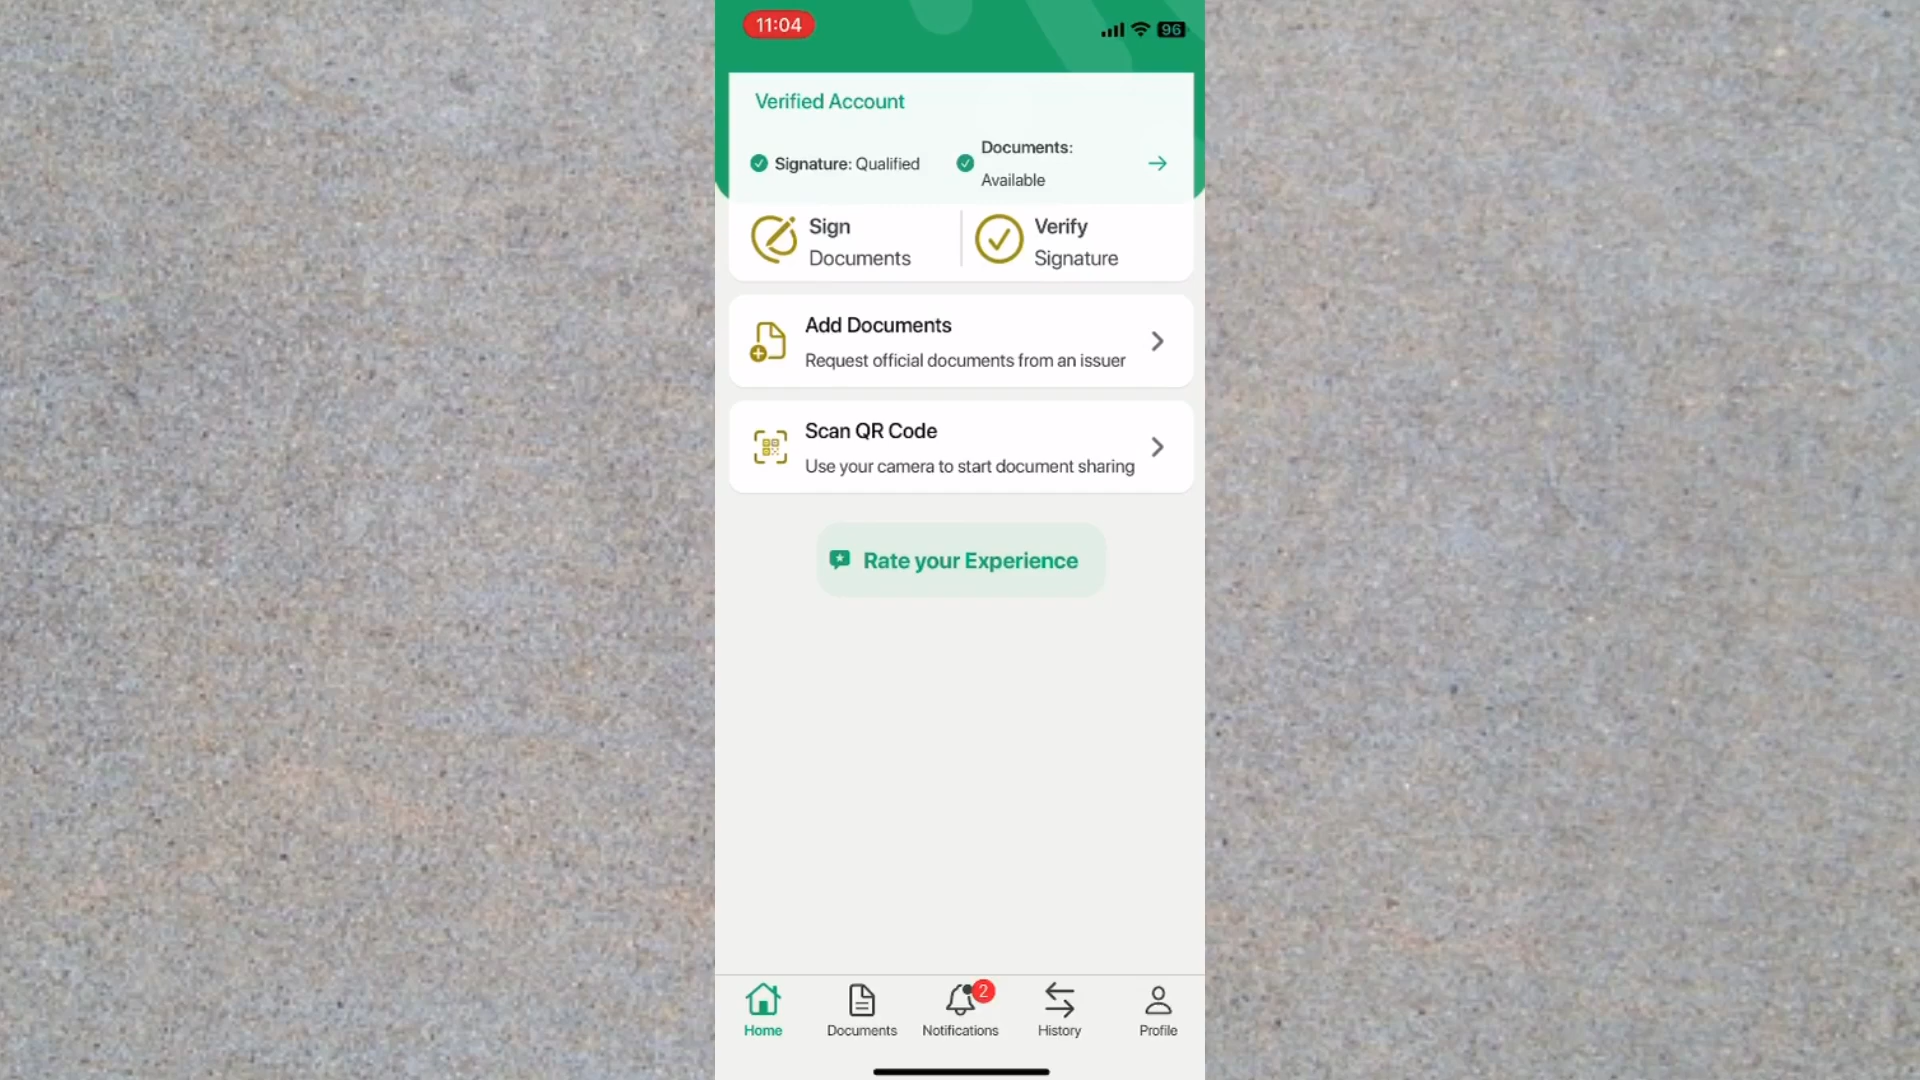 11:04
96
Verified Account
Signature: Qualified
Documents:
Available
Sign
Documents
Verify
Signature
Add Documents
Request official documents from an issuer
Scan QR Code
Use your camera to start document sharing
Rate your Experience
2
Home
Documents
Notifications
History
Profile